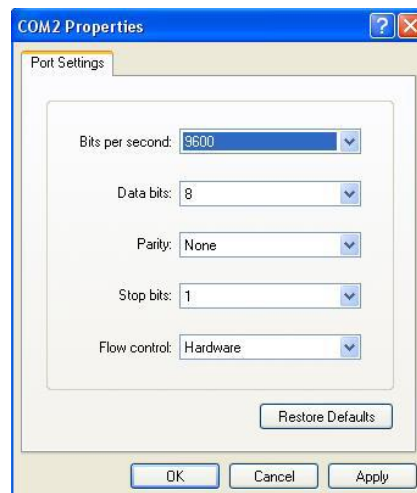 COM2 Properties
Port Settings
Bits per second: 9600
Data bits: 8
Parity: None
Stop bits: 1
Flow control: Hardware
Restore Defaults
OK Cancel Apply